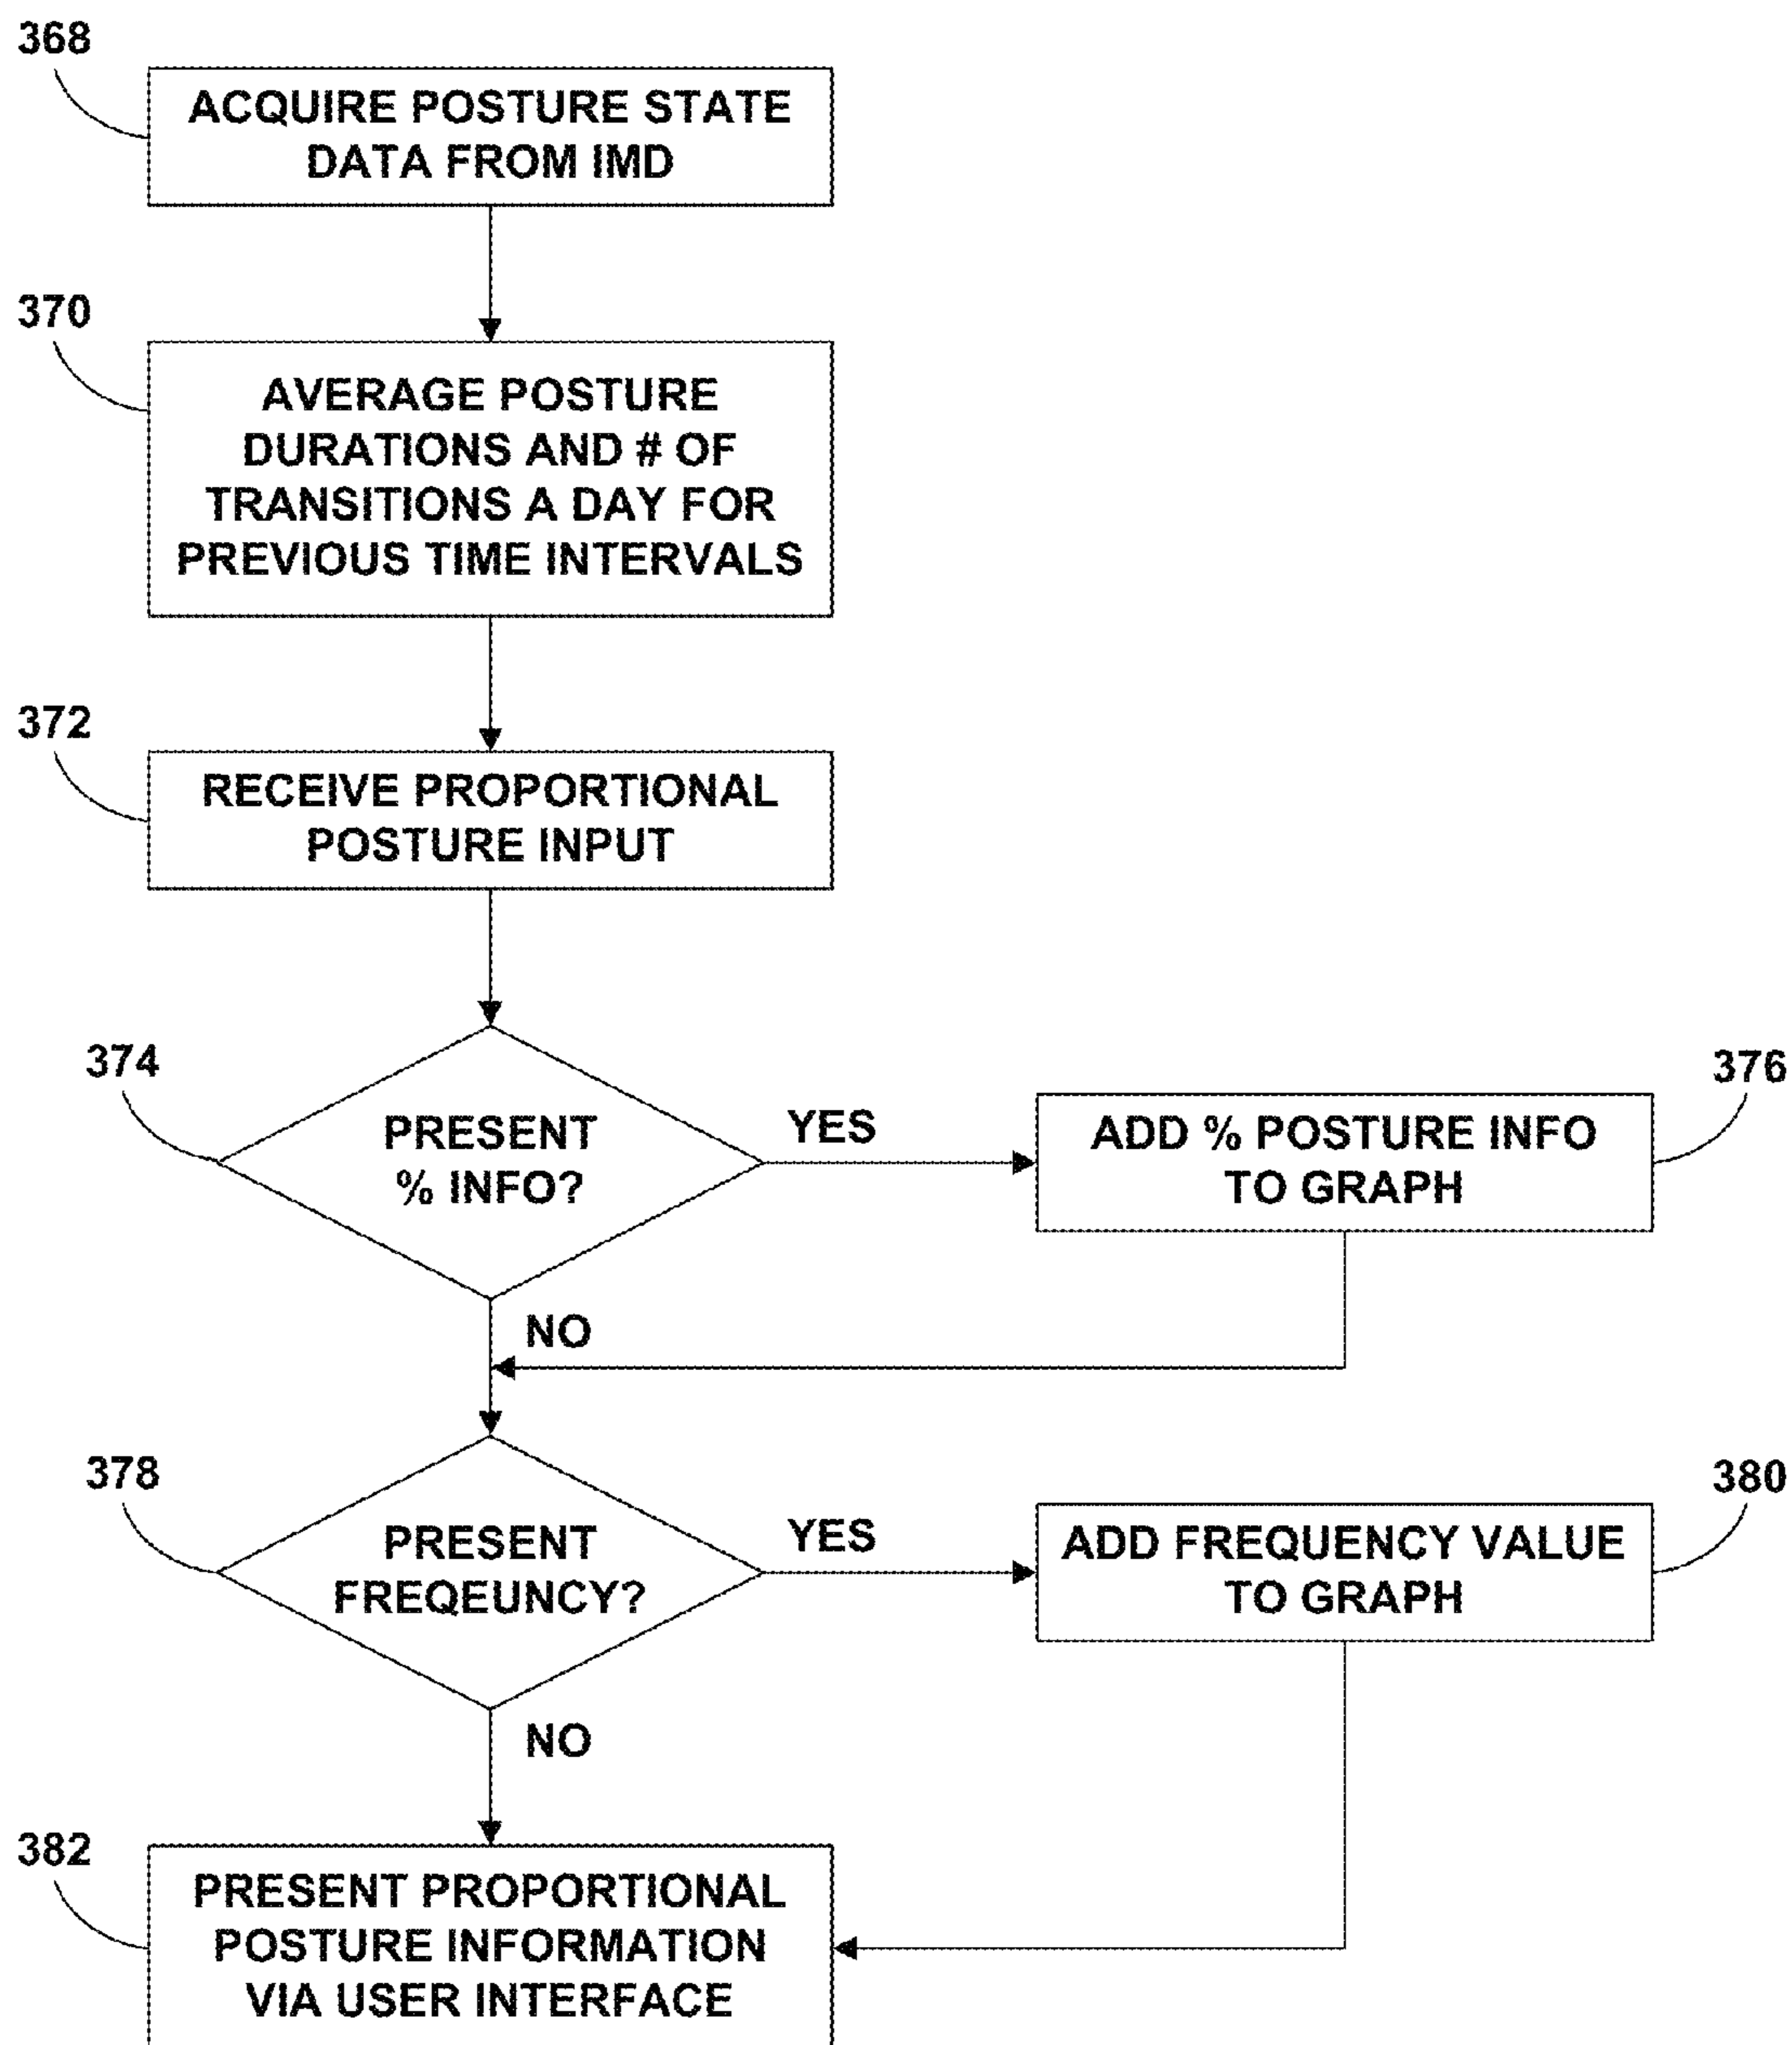 368
ACQUIRE POSTURE STATE
DATA FROM IMD
370
AVERAGE POSTURE
DURATIONS AND # OF
TRANSITIONS A DAY FOR
PREVIOUS TIME INTERVALS
372
RECEIVE PROPORTIONAL
POSTURE INPUT
374
PRESENT
% INFO?
YES
376
ADD % POSTURE INFO
TO GRAPH
NO
378
PRESENT
FREQEUNCY?
YES
380
ADD FREQUENCY VALUE
TO GRAPH
NO
382
PRESENT PROPORTIONAL
POSTURE INFORMATION
VIA USER INTERFACE